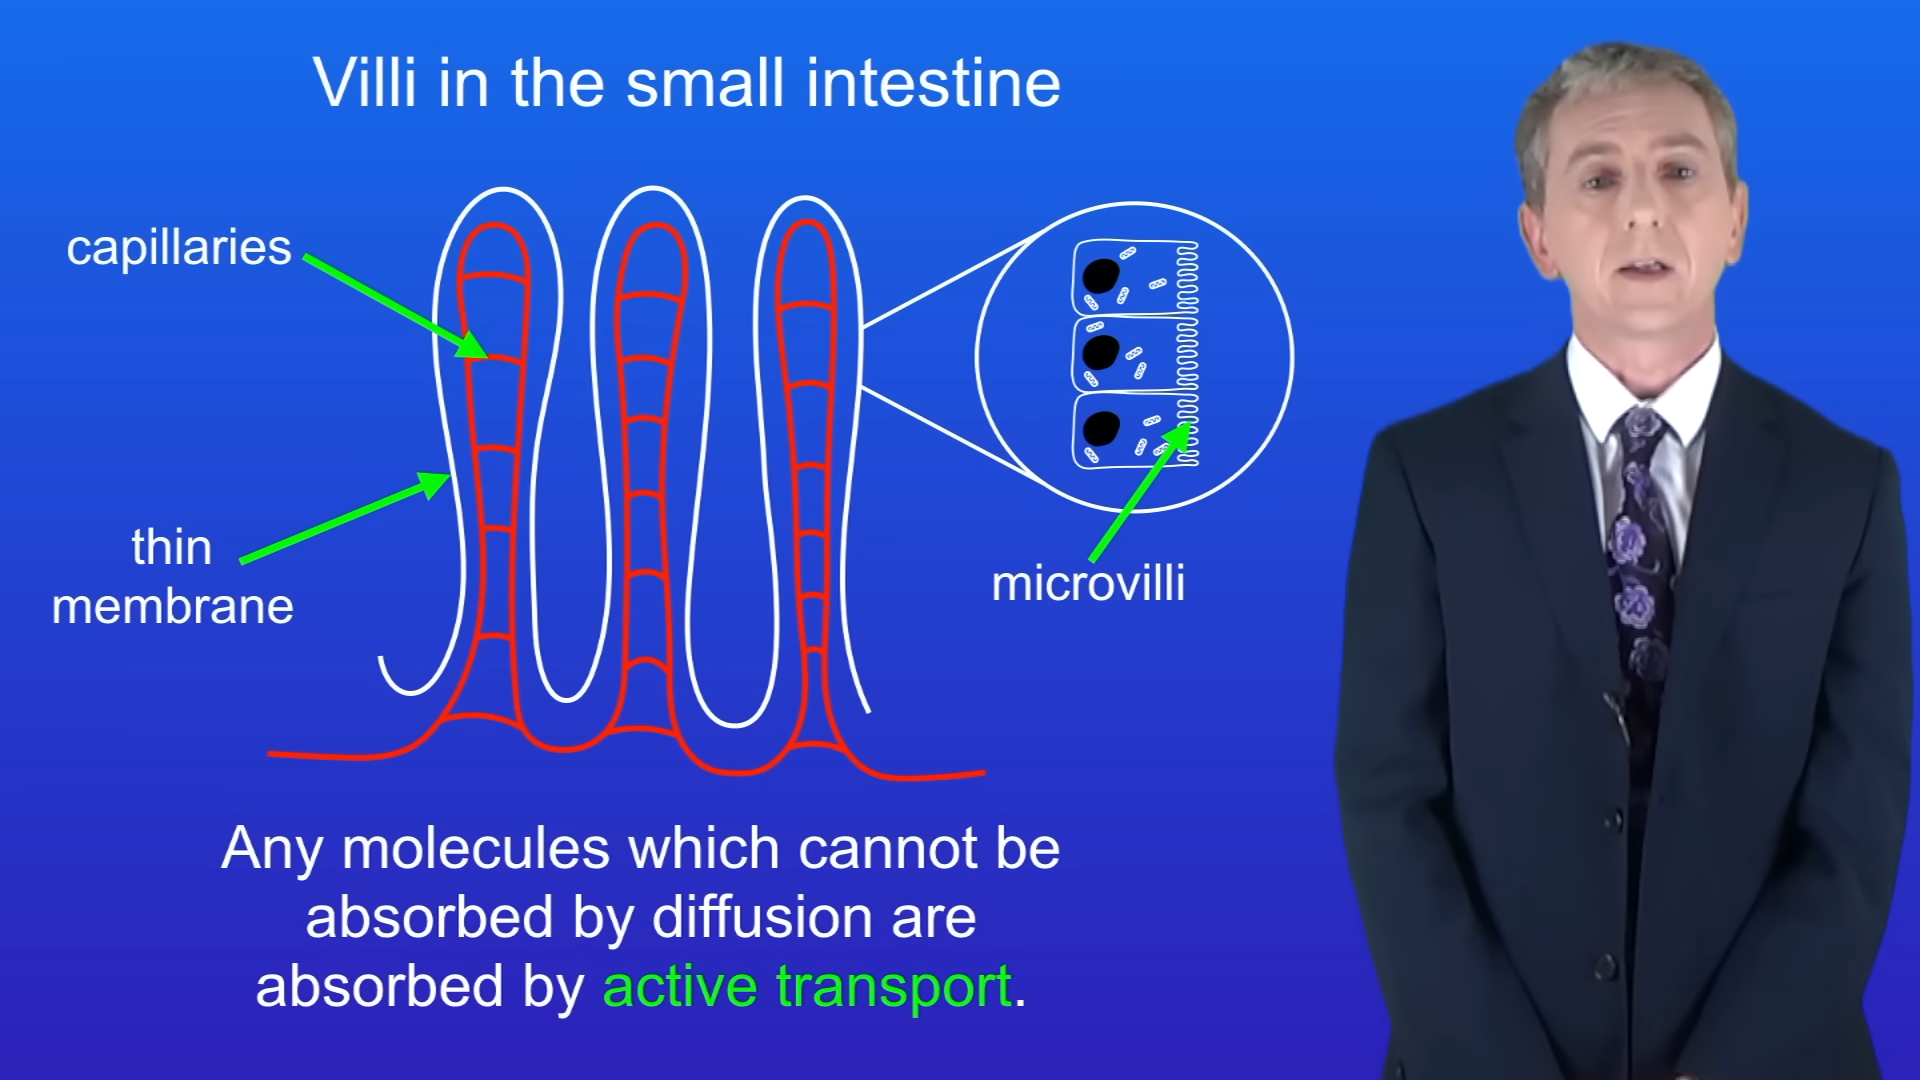 Villi in the small intestine
capillaries
thin
membrane
microvilli
Any molecules which cannot be
absorbed by diffusion are
absorbed by active transport.